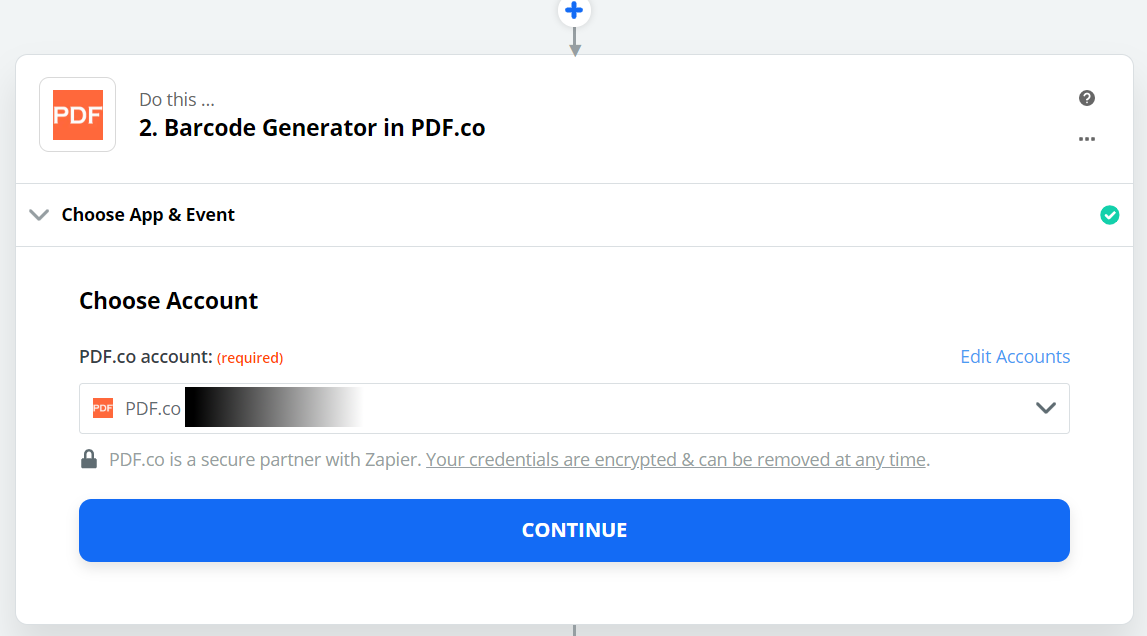 PDF
Do this ...
2. Barcode Generator in PDF.co
Choose App & Event
Choose Account
PDF.co account: (required)
Edit Accounts
PDF PDF.co
PDF.co is a secure partner with Zapier. Your credentials are encrypted & can be removed at any time.
CONTINUE